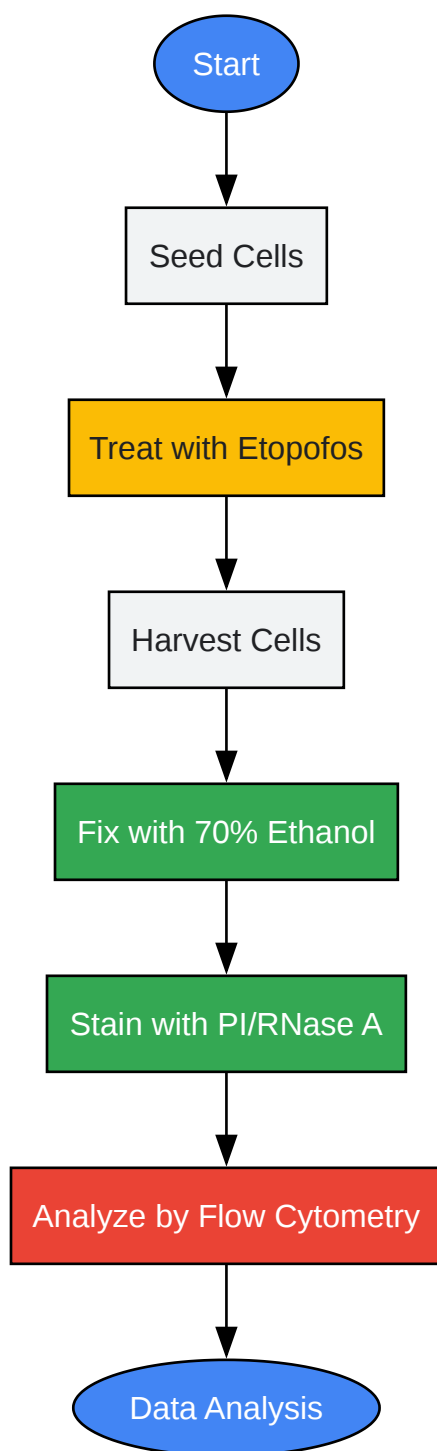 Start
Seed Cells
Treat with Etopofos
Harvest Cells
Fix with 70% Ethanol
Stain with PI/RNase A
Analyze by Flow Cytometry
Data Analysis